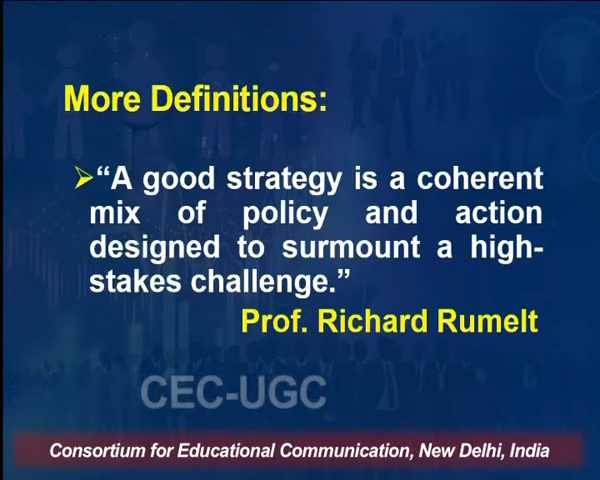 More Definitions:
➢“A good strategy is a coherent
mix of policy and action
designed to surmount a high-
stakes challenge.”
Prof. Richard Rumelt
CEC-UGC
Consortium for Educational Communication, New Delhi, India